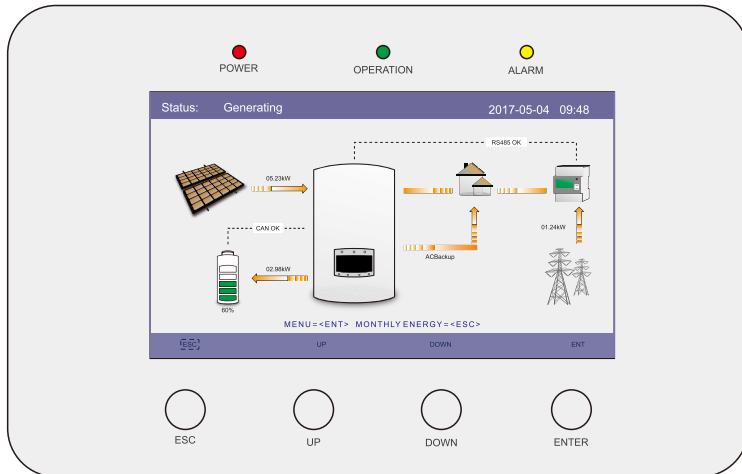 POWER OPERATION ALARM
Status: Generating 2017-05-04 09:48
RS485 OK
05.23kW
CAN OK
01.24kW
ACBackup
02.98kW
60%
MENU=<ENT> MONTHLY ENERGY=<ESC>
ESC UP DOWN ENT
ESC UP DOWN ENTER